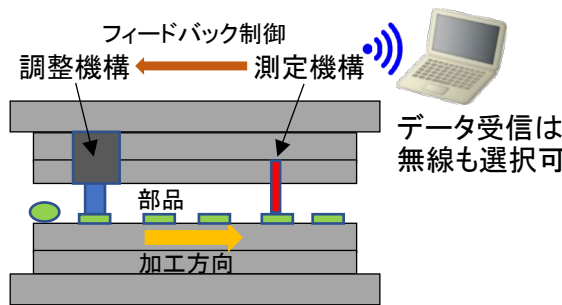 フィードバック制御
調整機構
測定機構
データ受信は
無線も選択可
部品
加工方向